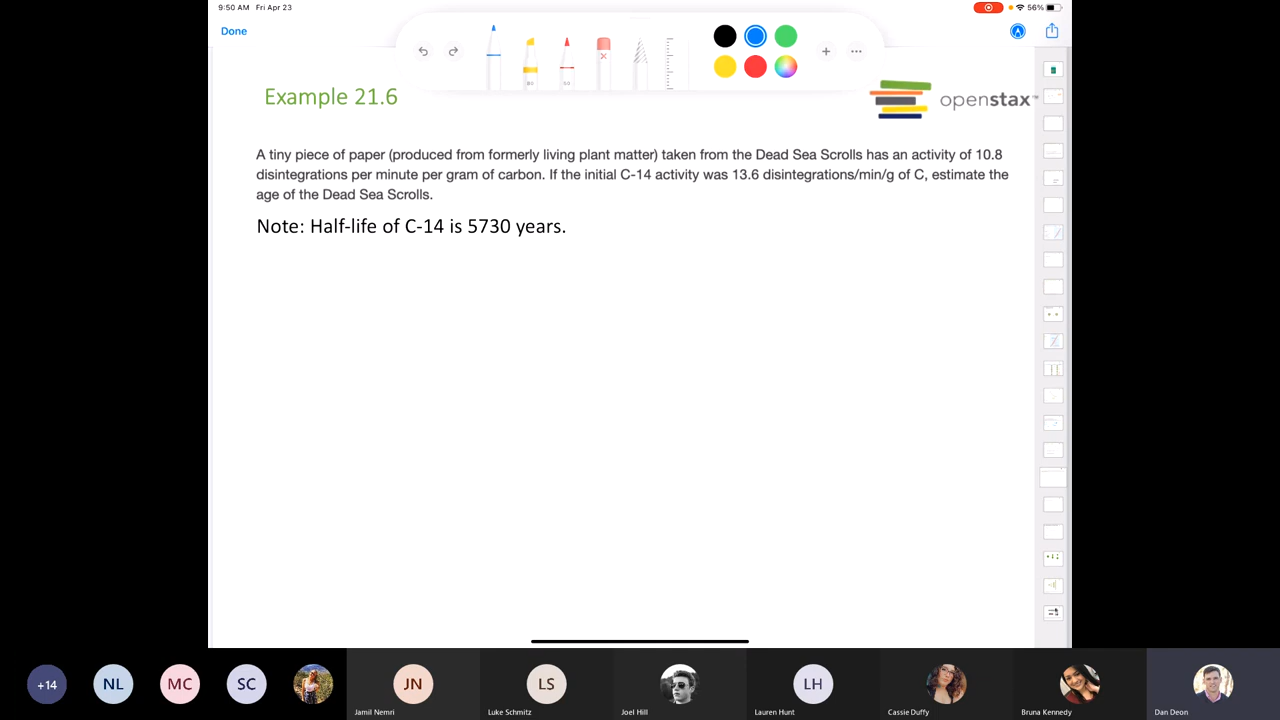 9:50 AM Fri Apr 23
56%
Done
Example 21.6
openstax™
A tiny piece of paper (produced from formerly living plant matter) taken from the Dead Sea Scrolls has an activity of 10.8
disintegrations per minute per gram of carbon. If the initial C-14 activity was 13.6 disintegrations/min/g of C, estimate the
age of the Dead Sea Scrolls.
Note: Half-life of C-14 is 5730 years.
+14
NL
MC
SC
JN
LS
LH
Jamil Nemri
Luke Schmitz
Joel Hill
Lauren Hunt
Cassie Duffy
Bruna Kennedy
Dan Deon